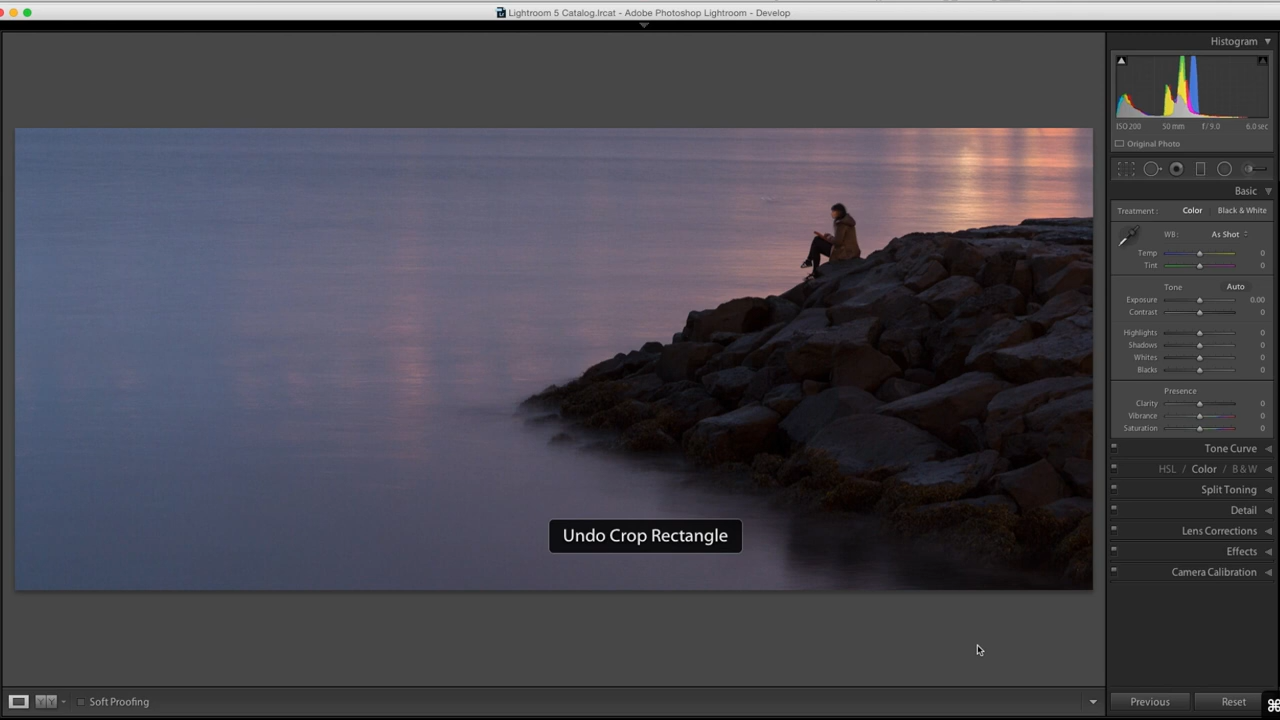 Lightroom 5 Catalog.lrcat - Adobe Photoshop Lightroom - Develop
Histogram
ISO 200 50 mm f / 9.0 6.0 sec
Original Photo
Basic
Treatment : Color Black & White
WB : As Shot
Temp 0
Tint 0
Tone Auto
Exposure 0.00
Contrast 0
Highlights 0
Shadows 0
Whites 0
Blacks 0
Presence
Clarity 0
Vibrance 0
Saturation 0
Tone Curve
HSL / Color / B & W
Split Toning
Detail
Lens Corrections
Effects
Camera Calibration
Undo Crop Rectangle
Y Y
Soft Proofing
Previous Reset
⌘